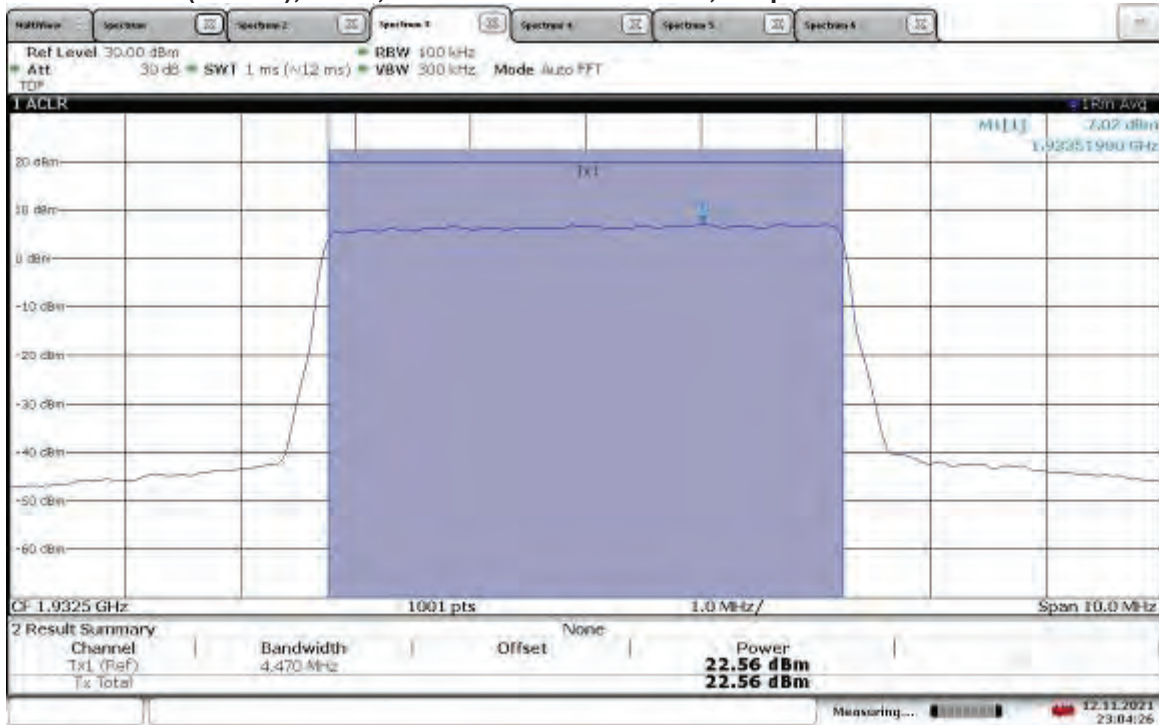 MultiView Spectrum Spectrum 2 Spectrum 3 Spectrum 4 Spectrum 5 Spectrum 6
Ref Level 30.00 dBm RBW 100 kHz
Att 30 dB SWT 1 ms (~12 ms) VBW 300 kHz Mode Auto FFT
TDF
1 ACLR 1Rm Avg
M1[1] 7.02 dBm
1.93351900 GHz
20 dBm
Tx1
10 dBm
0 dBm
-10 dBm
-20 dBm
-30 dBm
-40 dBm
-50 dBm
-60 dBm
CF 1.9325 GHz 1001 pts 1.0 MHz/ Span 10.0 MHz
2 Result Summary None
Channel Bandwidth Offset Power
Tx1 (Ref) 4.470 MHz 22.56 dBm
Tx Total 22.56 dBm
Measuring... 12.11.2021
23:04:26